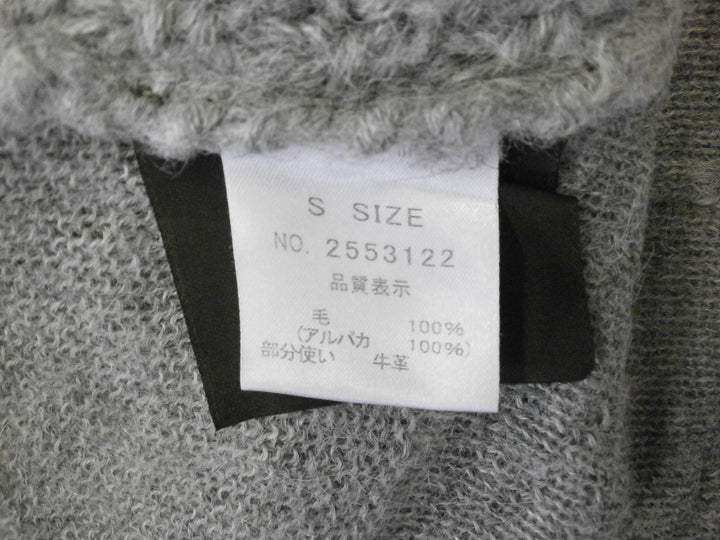 S SIZE
NO. 2553122
品質表示
毛 100%
(アルパカ 100%)
部分使い 牛革